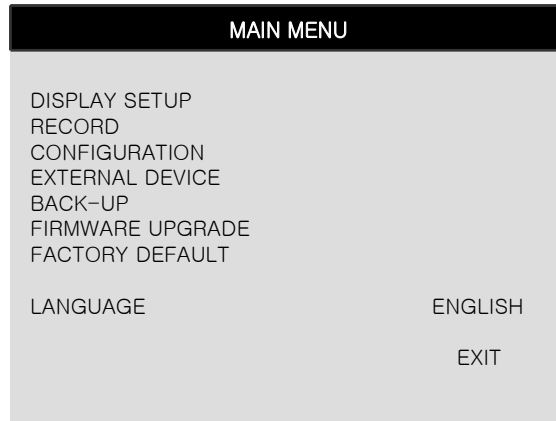 MAIN MENU
DISPLAY SETUP
RECORD
CONFIGURATION
EXTERNAL DEVICE
BACK-UP
FIRMWARE UPGRADE
FACTORY DEFAULT
LANGUAGE ENGLISH
EXIT